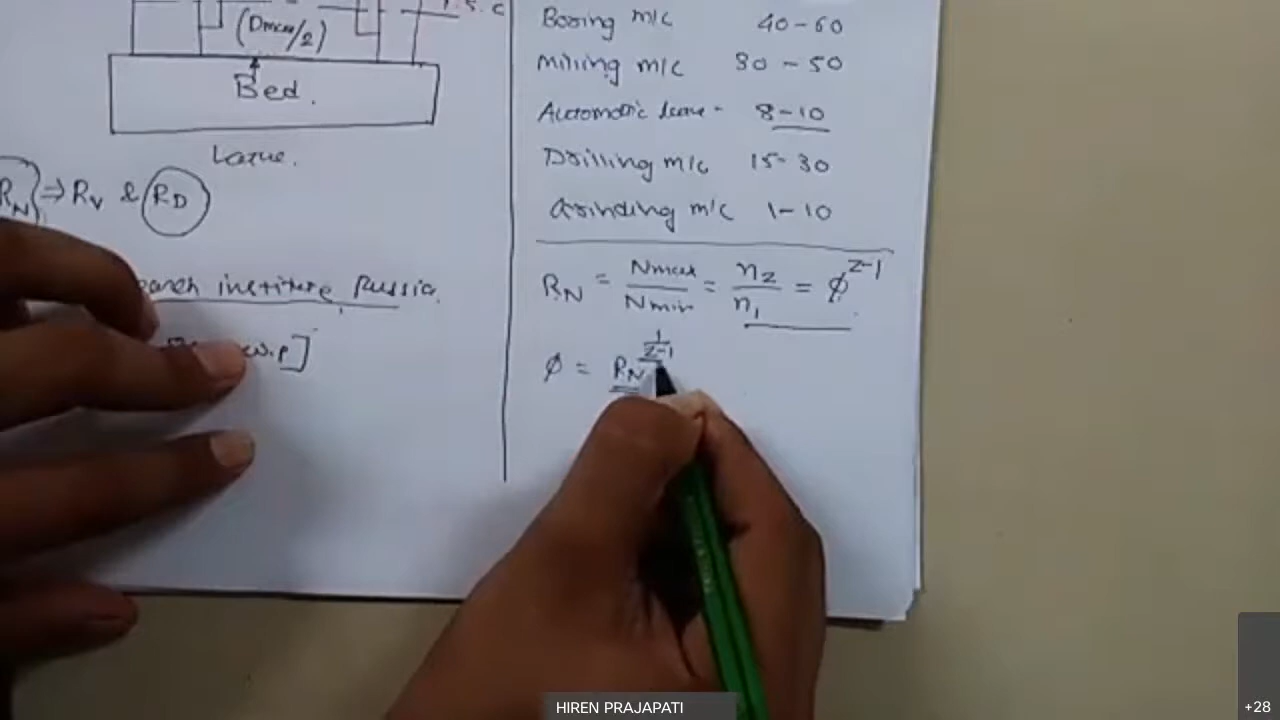 (Dmax/2)
Bed.
Lathe.
RN ⇒ RV & RD
institute Russia.
w.p]
Boring m/c 40-60
Milling m/c 30-50
Automatic lathe - 8-10
Drilling m/c 15-30
Grinding m/c 1-10
RN = Nmax/Nmin = nz/n1 = φ^z-1
φ = RN^1/z-1
HIREN PRAJAPATI
+28